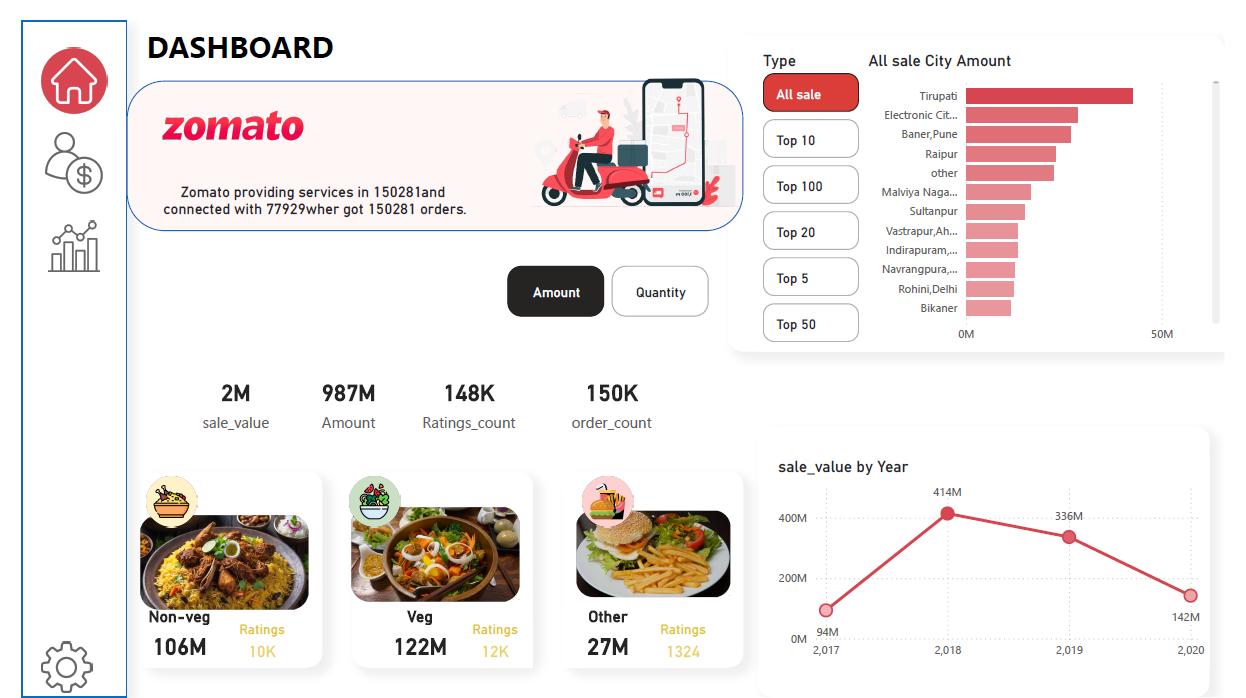 DASHBOARD
zomato
Zomato providing services in 150281and
connected with 77929wher got 150281 orders.
Amount
Quantity
Type
All sale
Top 10
Top 100
Top 20
Top 5
Top 50
All sale City Amount
Tirupati
Electronic Cit...
Baner,Pune
Raipur
other
Malviya Naga...
Sultanpur
Vastrapur,Ah...
Indirapuram,...
Navrangpura,...
Rohini,Delhi
Bikaner
0M 50M
2M 987M 148K 150K
sale_value Amount Ratings_count order_count
Non-veg
106M
Ratings
10K
Veg
122M
Ratings
12K
Other
27M
Ratings
1324
sale_value by Year
414M
400M
336M
200M
142M
94M
0M
2,017 2,018 2,019 2,020